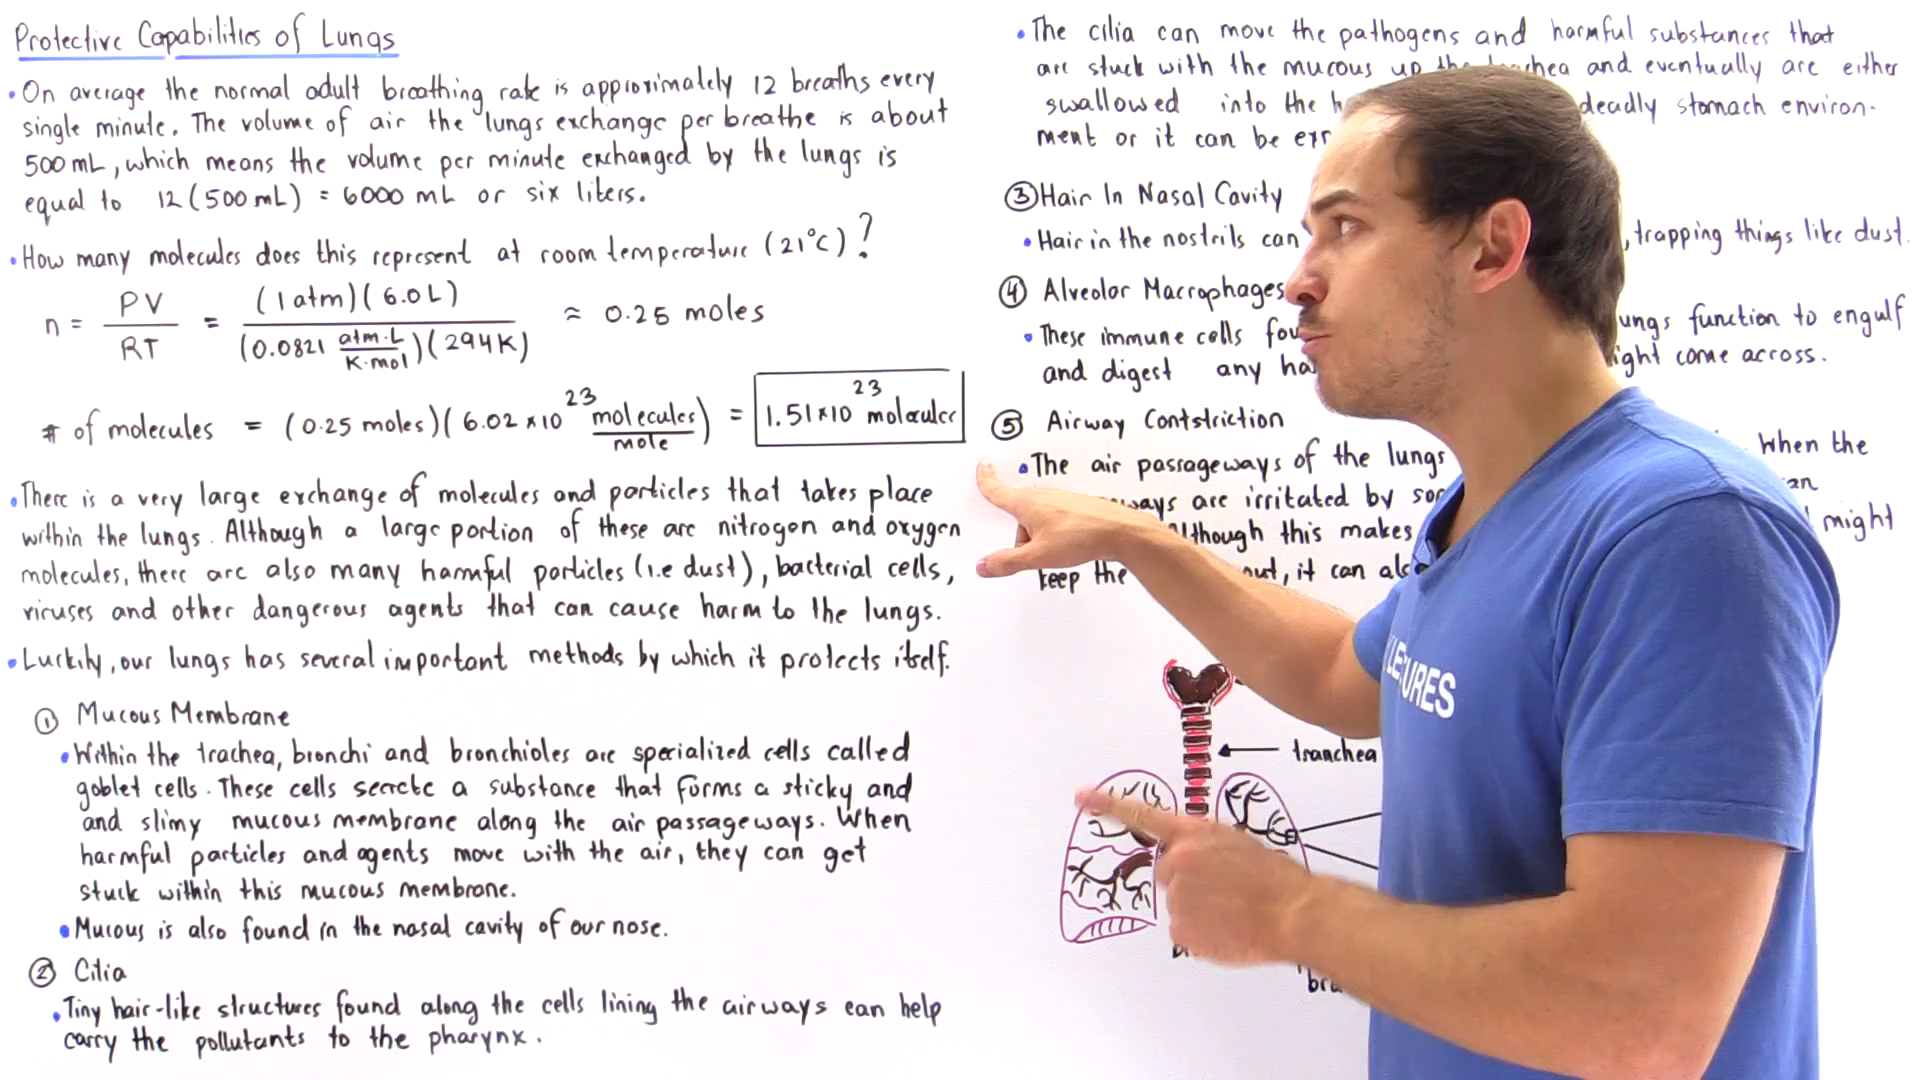 Protective Capabilities of Lungs
• On average the normal adult breathing rate is approximately 12 breaths every
single minute. The volume of air the lungs exchange per breathe is about
500 mL, which means the volume per minute exchanged by the lungs is
equal to 12 (500 mL) = 6000 mL or six liters.
• How many molecules does this represent at room temperature (21°C)?
n = PV/RT = (1 atm)(6.0 L)/(0.0821 atm·L/K·mol)(294 K) ≈ 0.25 moles
# of molecules = (0.25 moles)(6.02 × 10^23 molecules/mole) = 1.51 × 10^23 molecules
• There is a very large exchange of molecules and particles that takes place
within the lungs. Although a large portion of these are nitrogen and oxygen
molecules, there are also many harmful particles (i.e dust), bacterial cells,
viruses and other dangerous agents that can cause harm to the lungs.
• Luckily, our lungs has several important methods by which it protects itself.
① Mucous Membrane
• Within the trachea, bronchi and bronchioles are specialized cells called
goblet cells. These cells secrete a substance that forms a sticky and
and slimy mucous membrane along the air passageways. When
harmful particles and agents move with the air, they can get
stuck within this mucous membrane.
• Mucous is also found in the nasal cavity of our nose.
② Cilia
• Tiny hair-like structures found along the cells lining the airways can help
carry the pollutants to the pharynx.
• The cilia can move the pathogens and harmful substances that
are stuck with the mucous up the and eventually are either
swallowed into the deadly stomach environ-
ment or it can be
③ Hair In Nasal Cavity
• Hair in the nostrils can , trapping things like dust.
④ Alveolar Macrophages
• These immune cells function to engulf
and digest any come across.
⑤ Airway Contstriction
• The air passageways of the lungs When the
are irritated by
this makes might
keep the out, it can
tranchea
LECTURES